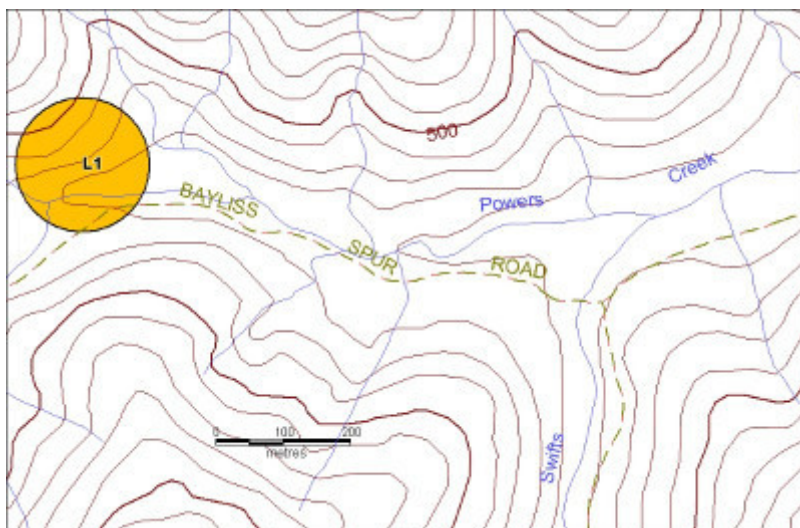 500
L1
Creek
Powers
BAYLISS
SPUR
ROAD
0 100 200
metres
Swifts